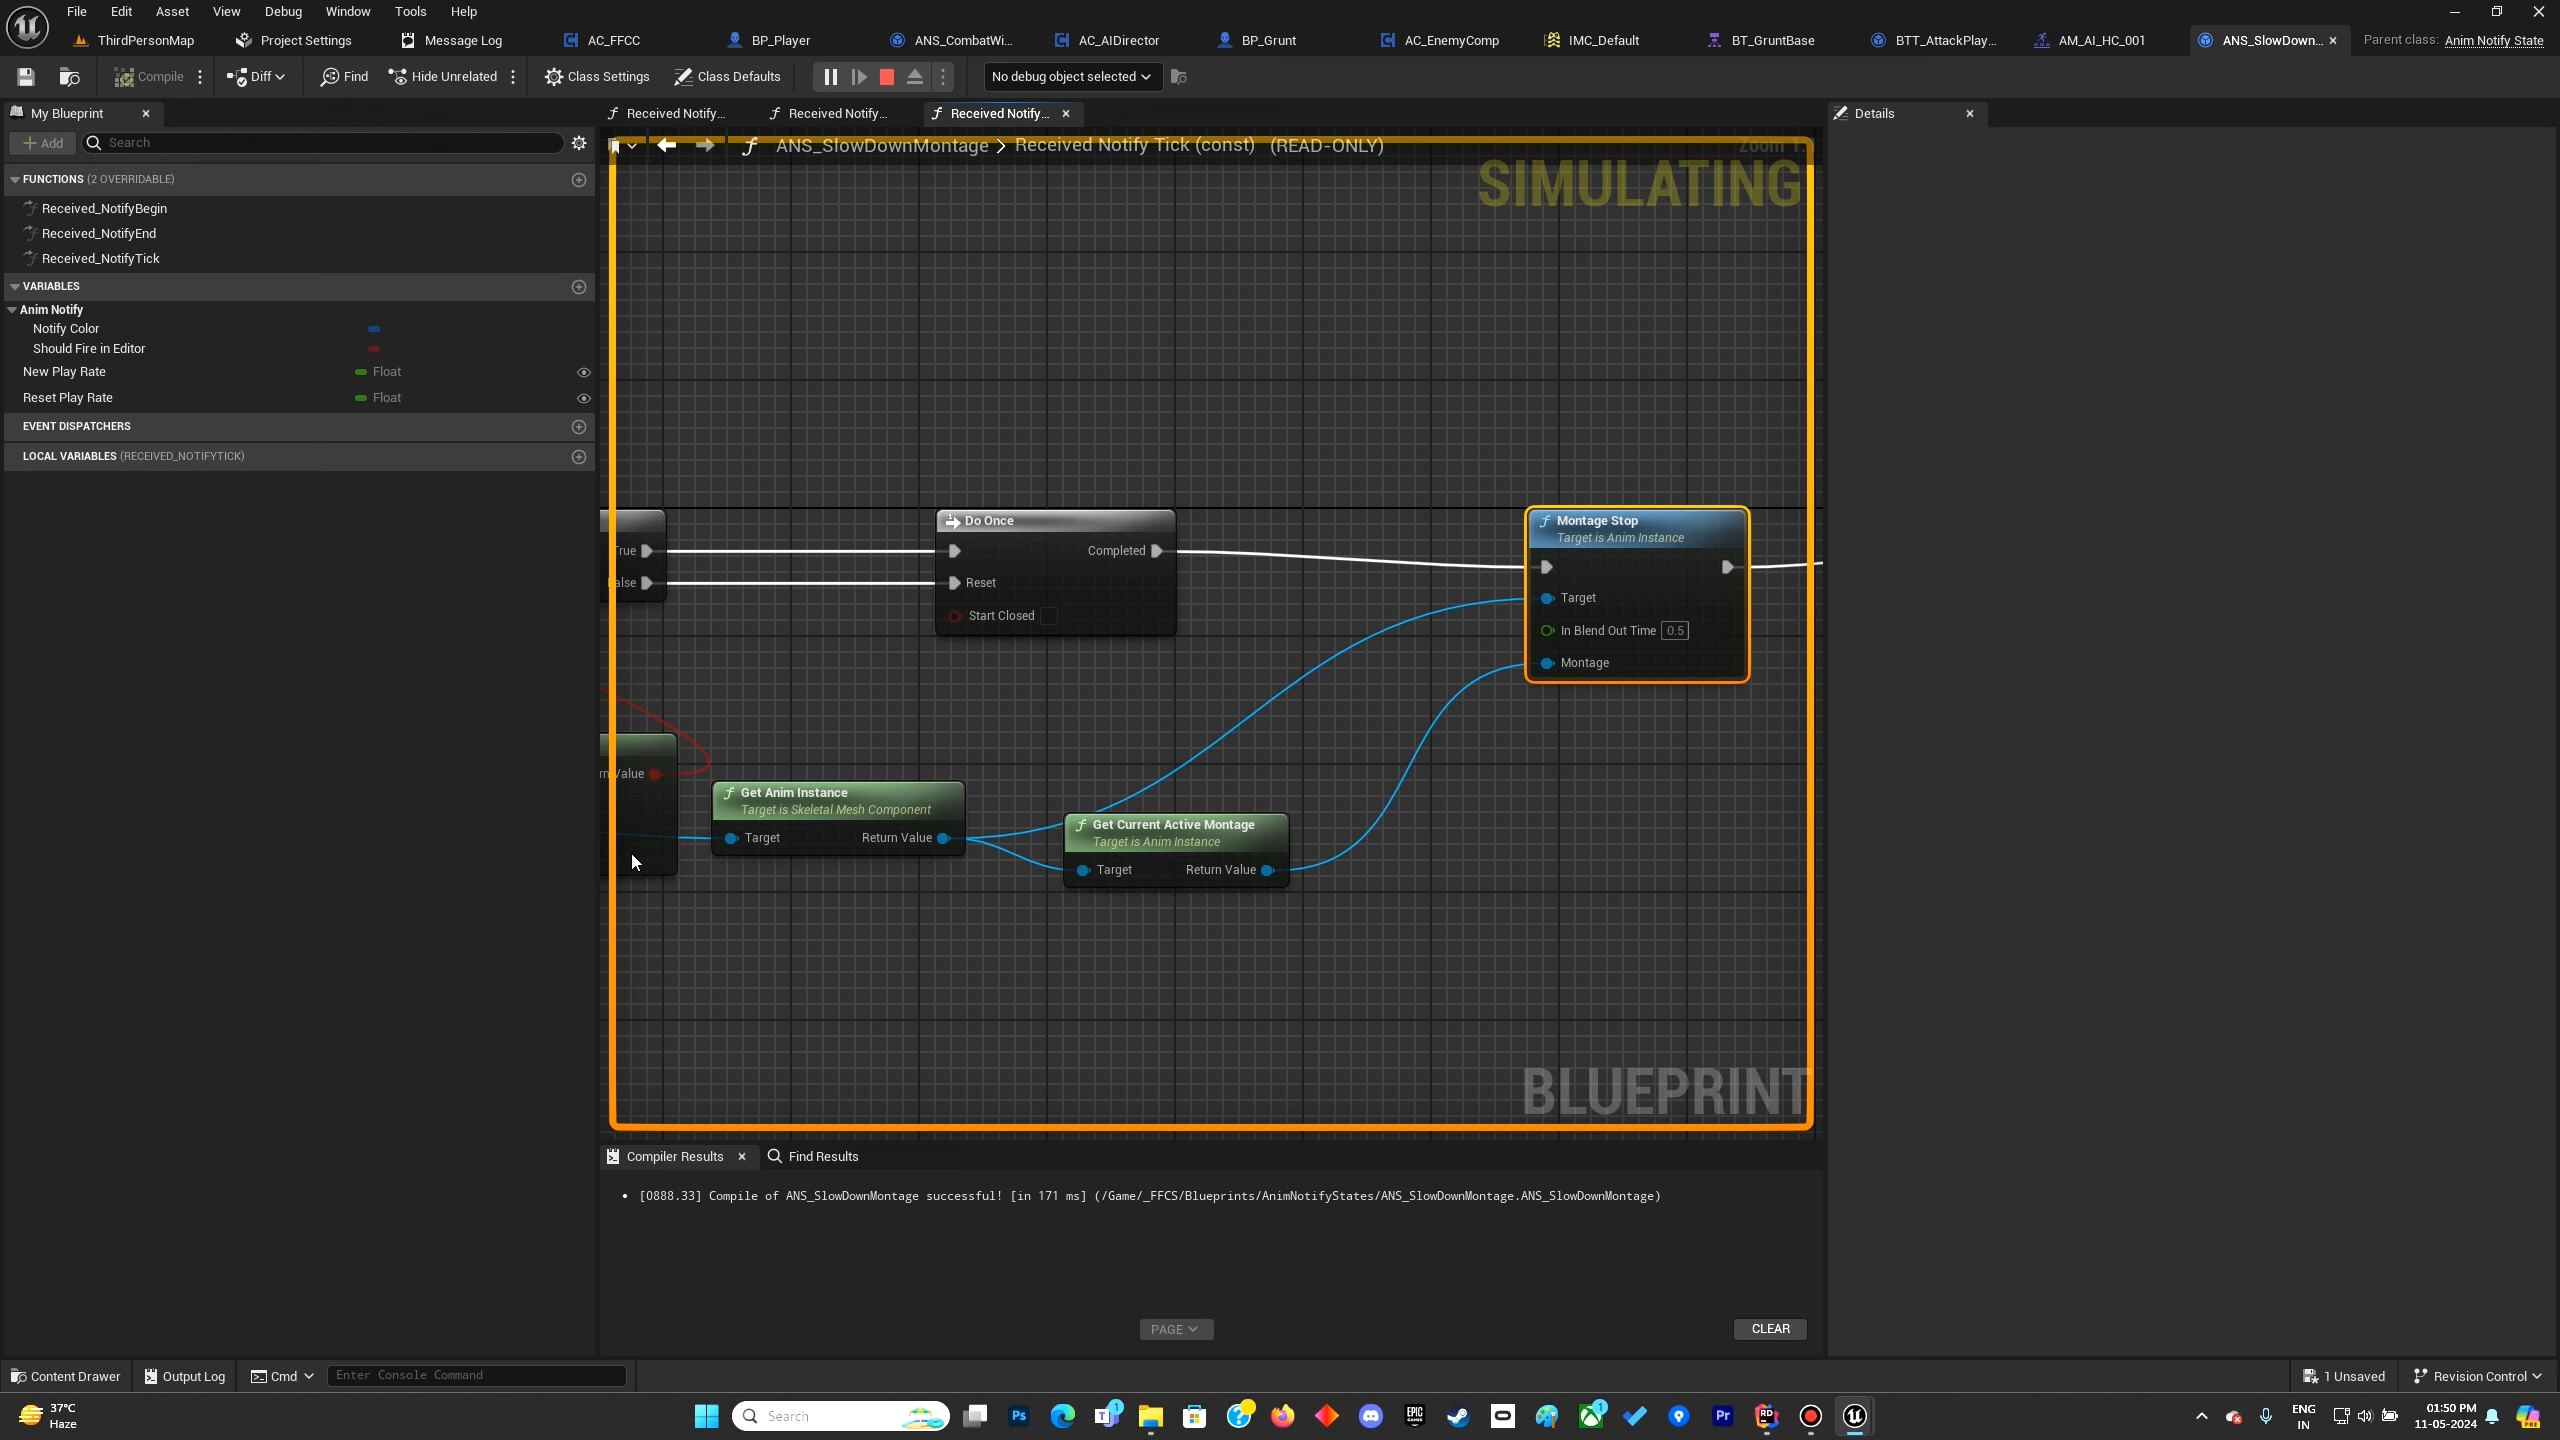 File Edit Asset View Debug Window Tools Help
ThirdPersonMap Project Settings Message Log AC_FFCC BP_Player ANS_CombatWi... AC_AIDirector BP_Grunt AC_EnemyComp IMC_Default BT_GruntBase BTT_AttackPlay... AM_AI_HC_001 ANS_SlowDown... Parent class: Anim Notify State
Compile Diff Find Hide Unrelated Class Settings Class Defaults No debug object selected
My Blueprint Received Notify... Received Notify... Received Notify... Details
Add Search
ANS_SlowDownMontage > Received Notify Tick (const) (READ-ONLY)
SIMULATING
FUNCTIONS (2 OVERRIDABLE)
Received_NotifyBegin
Received_NotifyEnd
Received_NotifyTick
VARIABLES
Anim Notify
Notify Color
Should Fire in Editor
New Play Rate Float
Reset Play Rate Float
EVENT DISPATCHERS
LOCAL VARIABLES (RECEIVED_NOTIFYTICK)
True
Do Once
Completed
Reset
Start Closed
Montage Stop
Target is Anim Instance
Target
In Blend Out Time 0.5
Montage
Get Anim Instance
Target is Skeletal Mesh Component
Target Return Value
Get Current Active Montage
Target is Anim Instance
Target Return Value
BLUEPRINT
Compiler Results Find Results
[0888.33] Compile of ANS_SlowDownMontage successful! [in 171 ms] (/Game/_FFCS/Blueprints/AnimNotifyStates/ANS_SlowDownMontage.ANS_SlowDownMontage)
PAGE CLEAR
Content Drawer Output Log Cmd Enter Console Command 1 Unsaved Revision Control
37°C
Haze
Search
ENG
IN
01:50 PM
11-05-2024